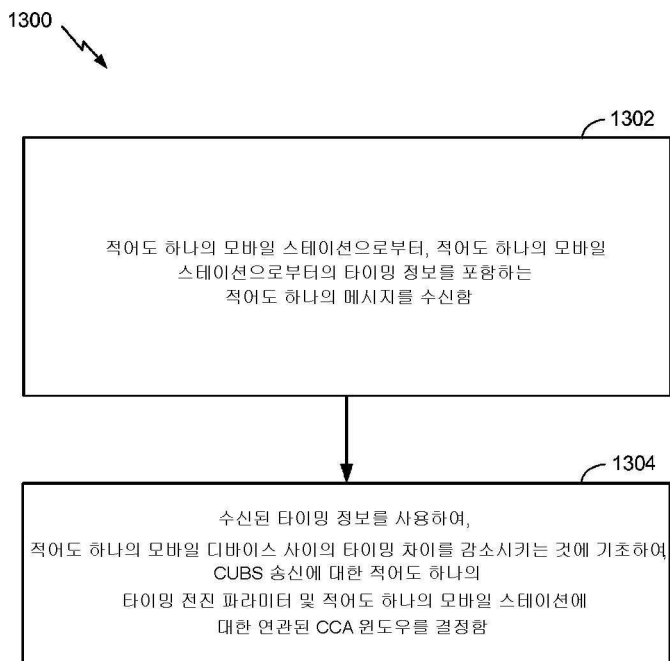 1300
1302
적어도 하나의 모바일 스테이션으로부터, 적어도 하나의 모바일
스테이션으로부터의 타이밍 정보를 포함하는
적어도 하나의 메시지를 수신함
1304
수신된 타이밍 정보를 사용하여,
적어도 하나의 모바일 디바이스 사이의 타이밍 차이를 감소시키는 것에 기초하여,
CUBS 송신에 대한 적어도 하나의
타이밍 전진 파라미터 및 적어도 하나의 모바일 스테이션에
대한 연관된 CCA 윈도우를 결정함